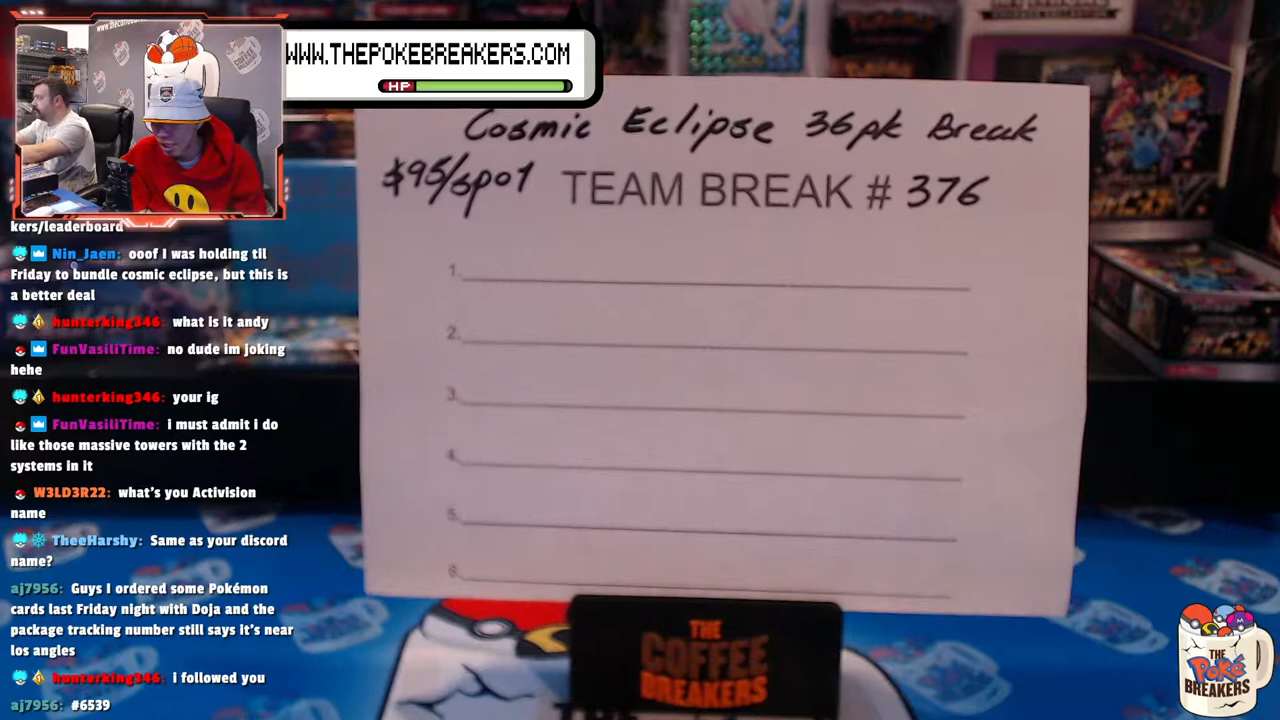 WWW.THEPOKEBREAKERS.COM
HP
Cosmic Eclipse 36pk Break
$95/spot TEAM BREAK # 376
1.
2.
3.
4.
5.
6.
kers/leaderboard
Nin_Jaen: ooof I was holding til
Friday to bundle cosmic eclipse, but this is
a better deal
hunterking346: what is it andy
FunVasiliTime: no dude im joking
hehe
hunterking346: your ig
FunVasiliTime: i must admit i do
like those massive towers with the 2
systems in it
W3LD3R22: what's you Activision
name
TheeHarshy: Same as your discord
name?
aj7956: Guys I ordered some Pokémon
cards last Friday night with Doja and the
package tracking number still says it's near
los angles
hunterking346: i followed you
aj7956: #6539
THE
COFFEE
BREAKERS
THE
Poké
BREAKERS